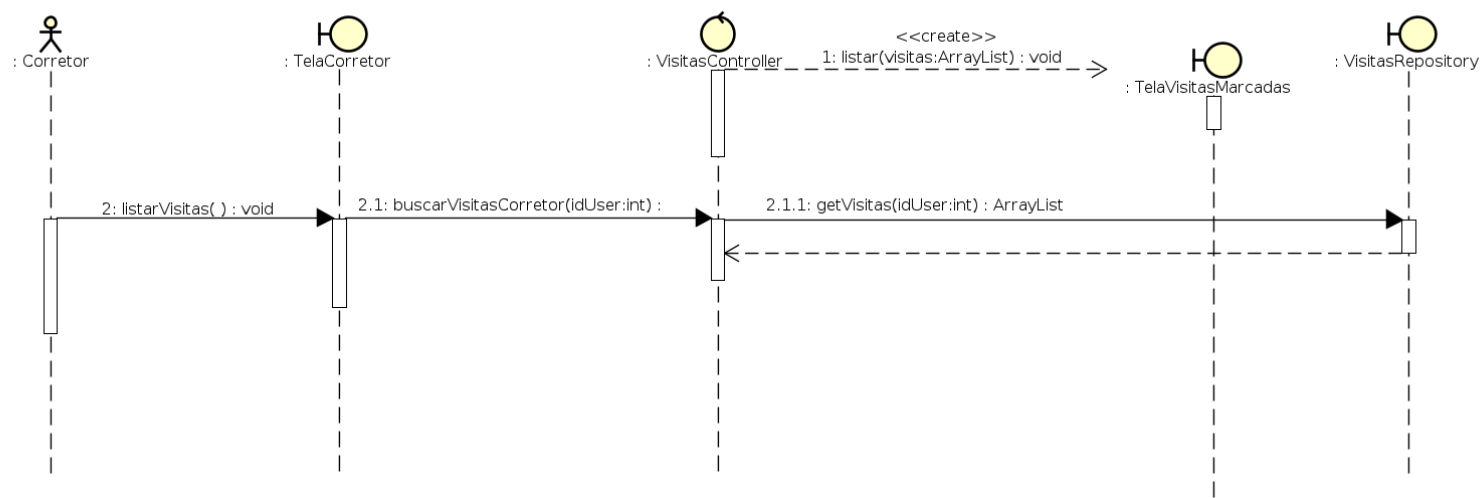 : Corretor
: TelaCorretor
: VisitasController
<<create>>
1: listar(visitas:ArrayList) : void
: TelaVisitasMarcadas
: VisitasRepository
2: listarVisitas( ) : void
2.1: buscarVisitasCorretor(idUser:int) :
2.1.1: getVisitas(idUser:int) : ArrayList